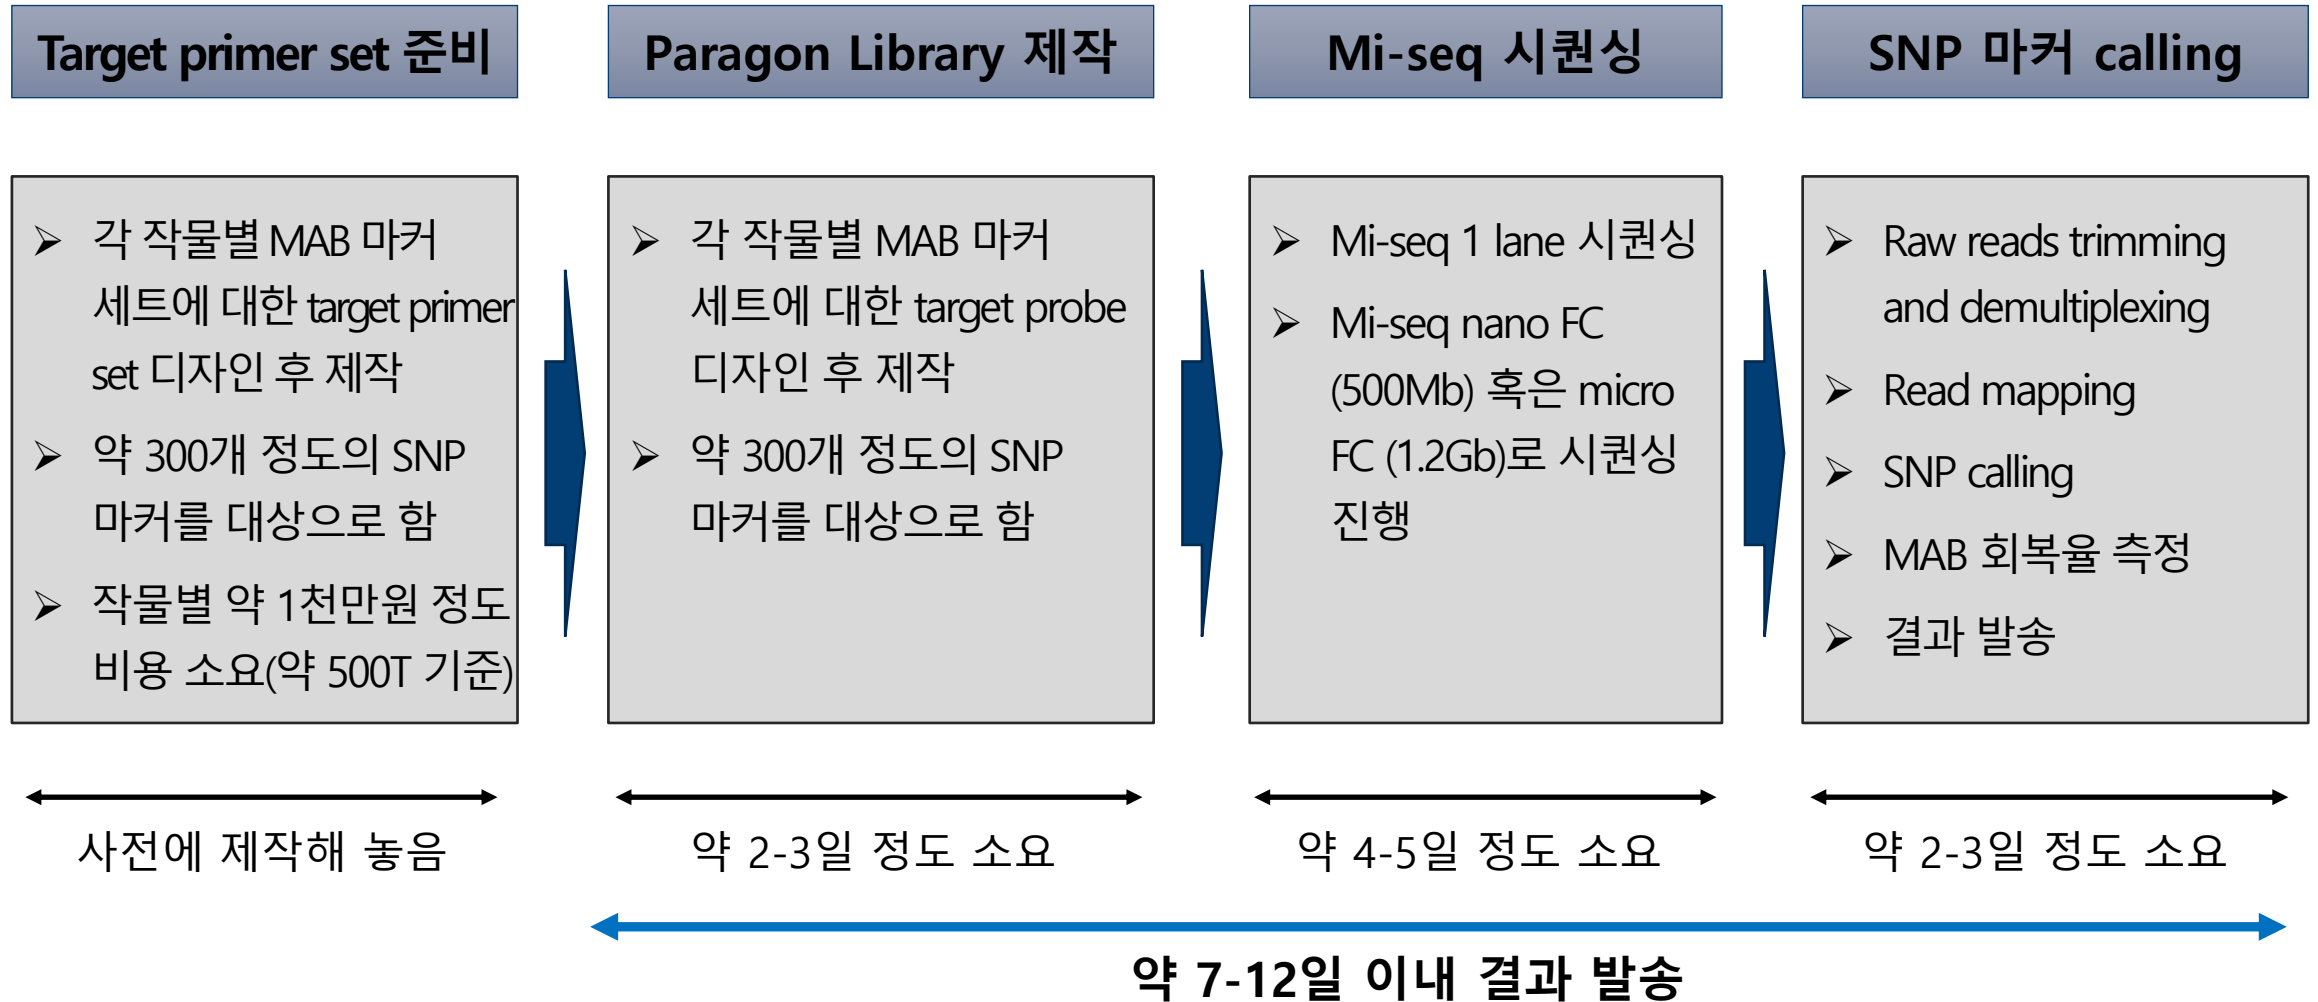 Target primer set 준비
각 작물별 MAB 마커
세트에 대한 target primer
set 디자인 후 제작
약 300개 정도의 SNP
마커를 대상으로 함
작물별 약 1천만원 정도
비용 소요(약 500T 기준)
사전에 제작해 놓음
Paragon Library 제작
각 작물별 MAB 마커
세트에 대한 target probe
디자인 후 제작
약 300개 정도의 SNP
마커를 대상으로 함
약 2-3일 정도 소요
Mi-seq 시퀀싱
Mi-seq 1 lane 시퀀싱
Mi-seq nano FC
(500Mb) 혹은 micro
FC (1.2Gb)로 시퀀싱
진행
약 4-5일 정도 소요
SNP 마커 calling
Raw reads trimming
and demultiplexing
Read mapping
SNP calling
MAB 회복율 측정
결과 발송
약 2-3일 정도 소요
약 7-12일 이내 결과 발송